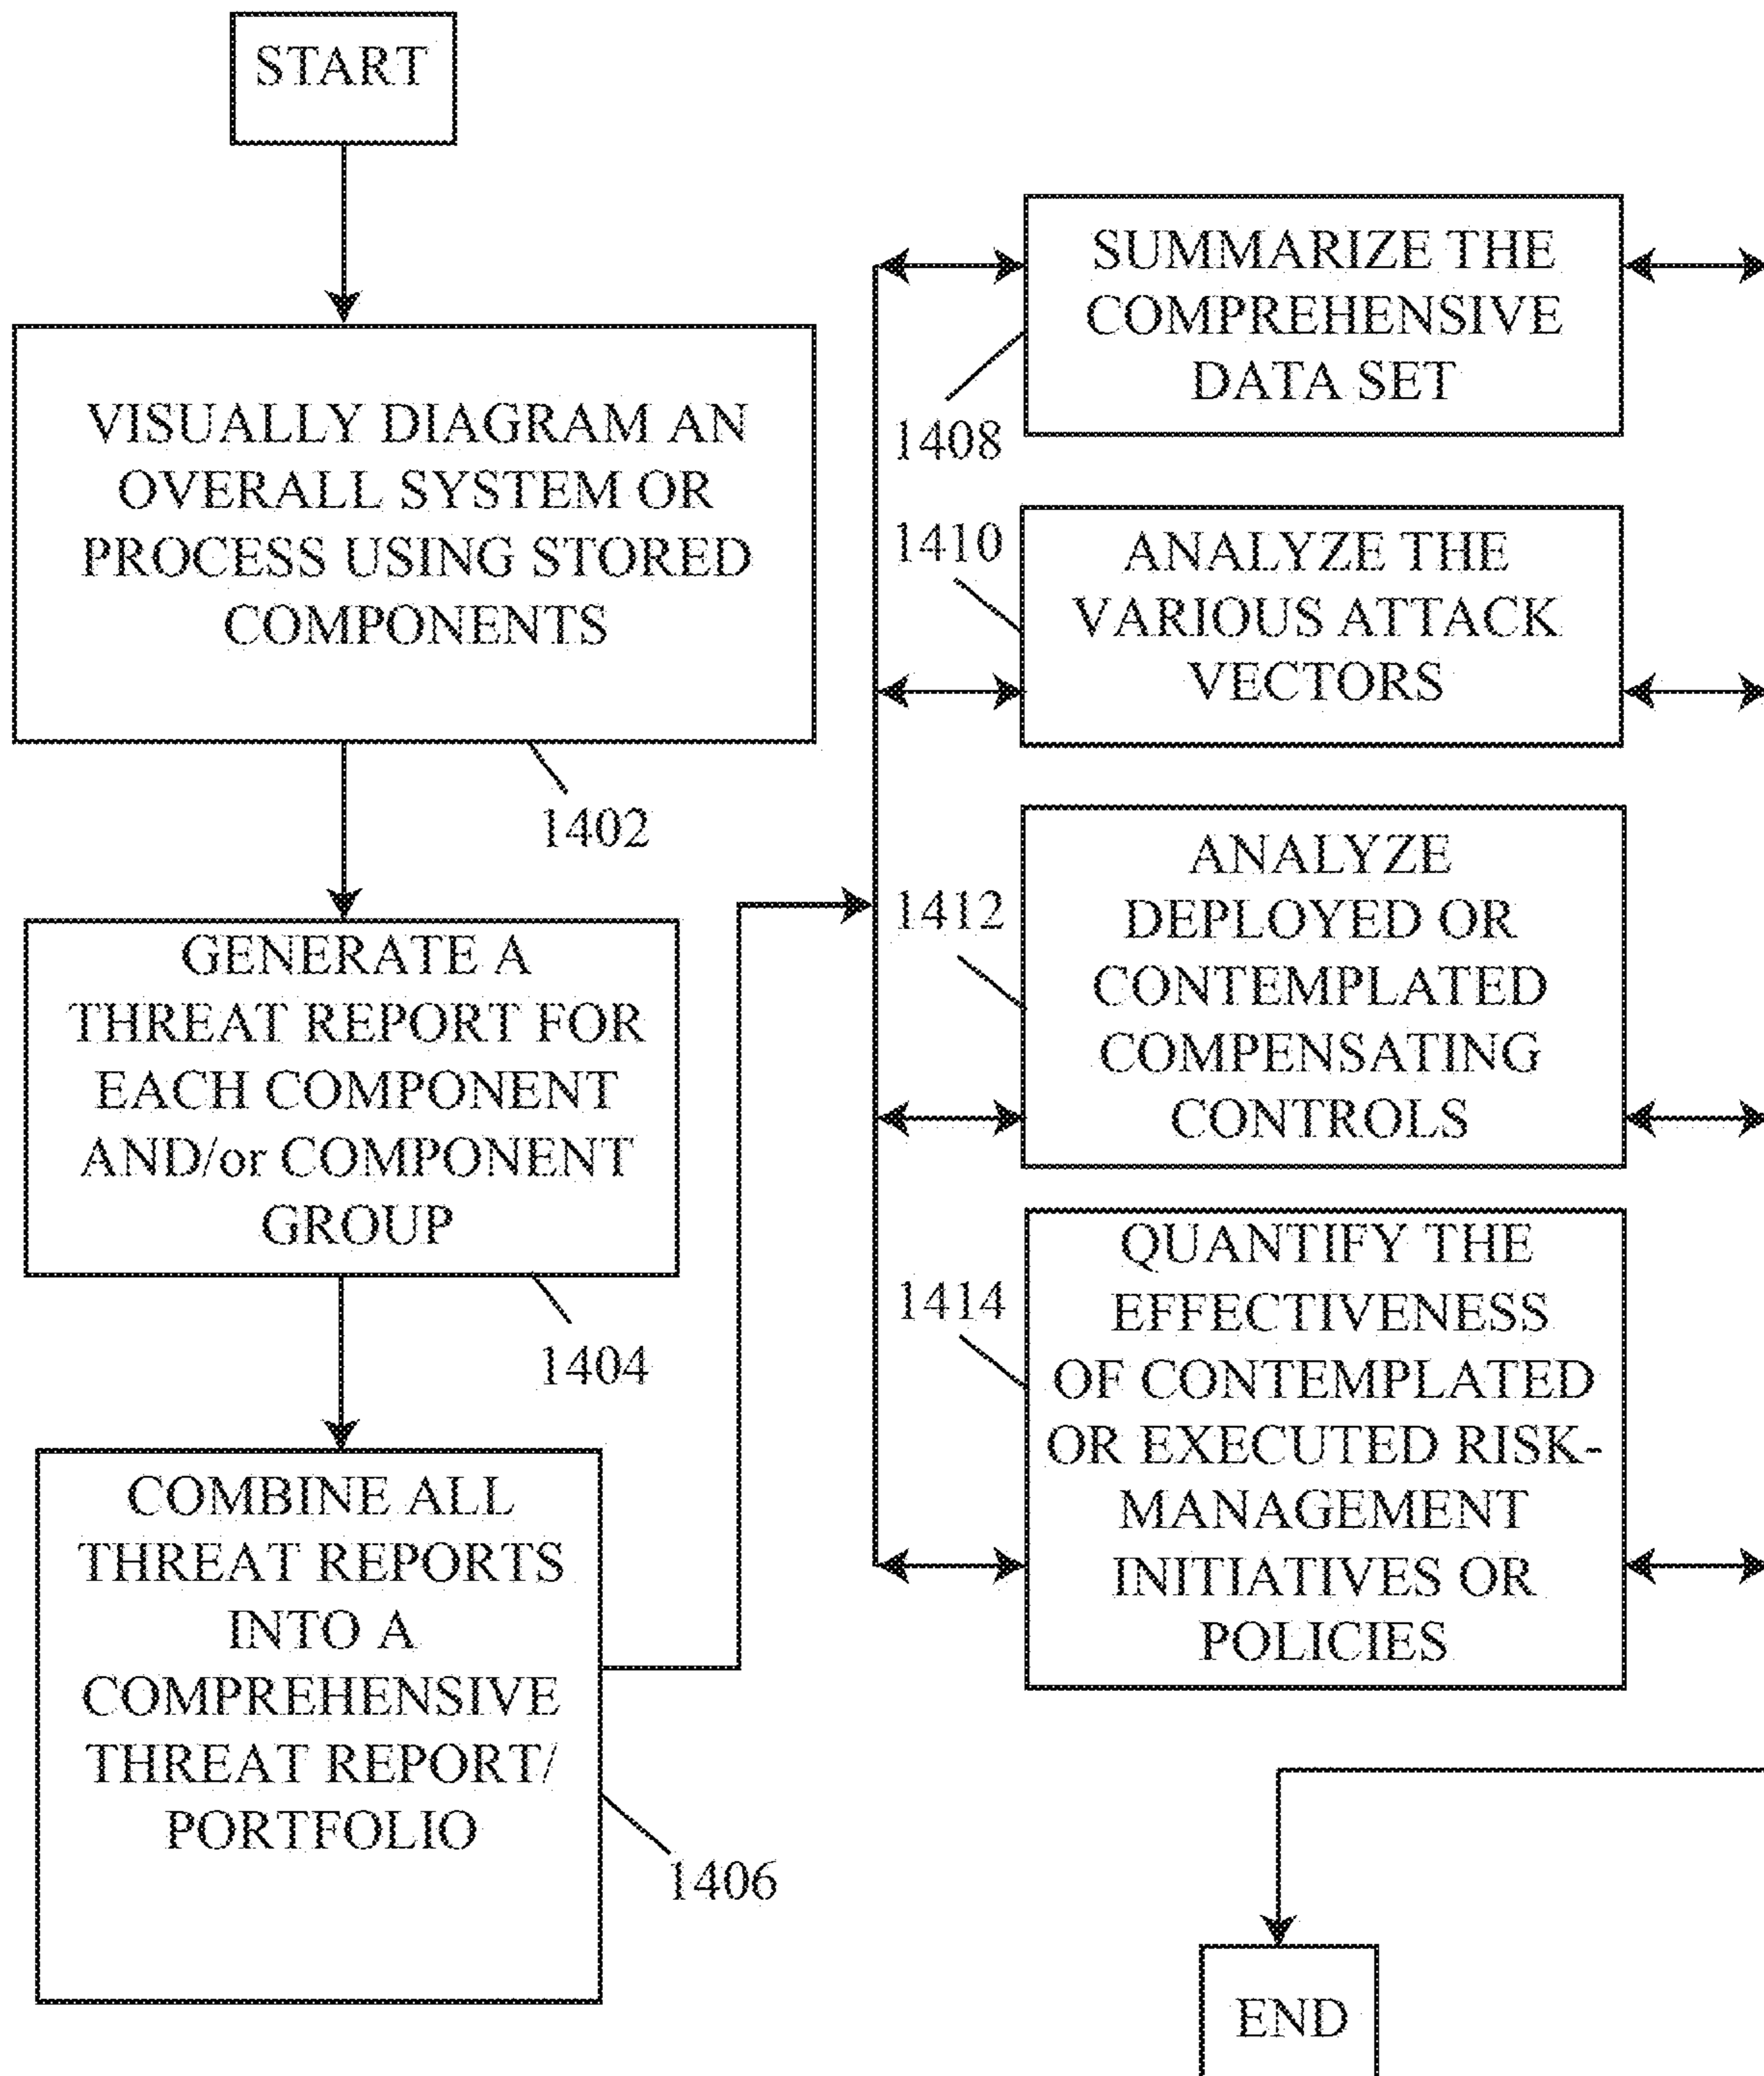 START
VISUALLY DIAGRAM AN
OVERALL SYSTEM OR
PROCESS USING STORED
COMPONENTS
1402
GENERATE A
THREAT REPORT FOR
EACH COMPONENT
AND/or COMPONENT
GROUP
1404
COMBINE ALL
THREAT REPORTS
INTO A
COMPREHENSIVE
THREAT REPORT/
PORTFOLIO
1406
SUMMARIZE THE
COMPREHENSIVE
DATA SET
1408
1410
ANALYZE THE
VARIOUS ATTACK
VECTORS
1412
ANALYZE
DEPLOYED OR
CONTEMPLATED
COMPENSATING
CONTROLS
1414
QUANTIFY THE
EFFECTIVENESS
OF CONTEMPLATED
OR EXECUTED RISK-
MANAGEMENT
INITIATIVES OR
POLICIES
END